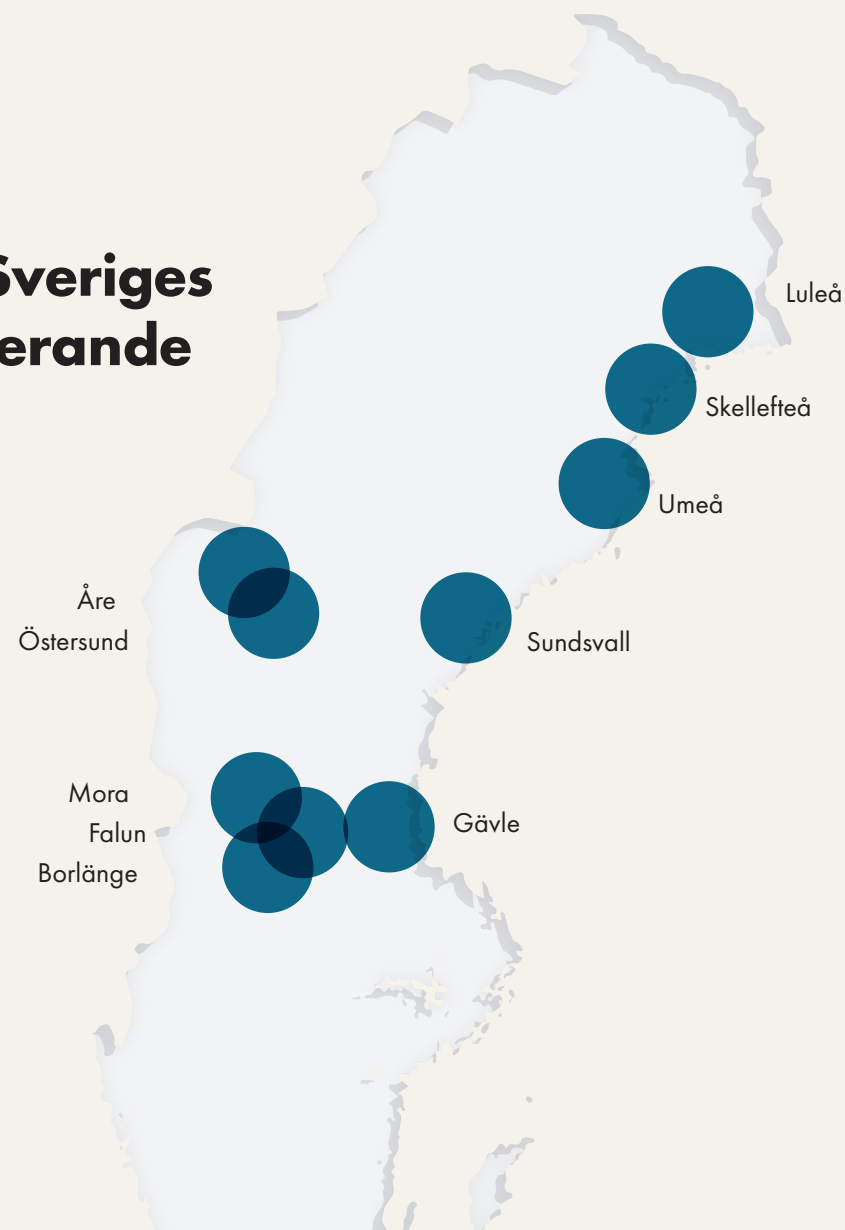 Sveriges
erande
Luleå
Skellefteå
Umeå
Åre
Östersund
Sundsvall
Mora
Gävle
Falun
Borlänge